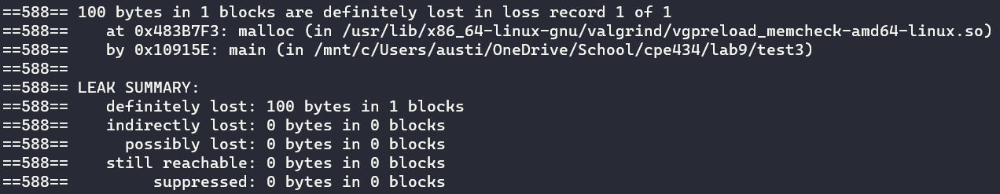 ==588== 100 bytes in 1 blocks are definitely lost in loss record 1 of 1
==588==    at 0x483B7F3: malloc (in /usr/lib/x86_64-linux-gnu/valgrind/vgpreload_memcheck-amd64-linux.so)
==588==    by 0x10915E: main (in /mnt/c/Users/austi/OneDrive/School/cpe434/lab9/test3)
==588==
==588== LEAK SUMMARY:
==588==    definitely lost: 100 bytes in 1 blocks
==588==    indirectly lost: 0 bytes in 0 blocks
==588==      possibly lost: 0 bytes in 0 blocks
==588==    still reachable: 0 bytes in 0 blocks
==588==         suppressed: 0 bytes in 0 blocks